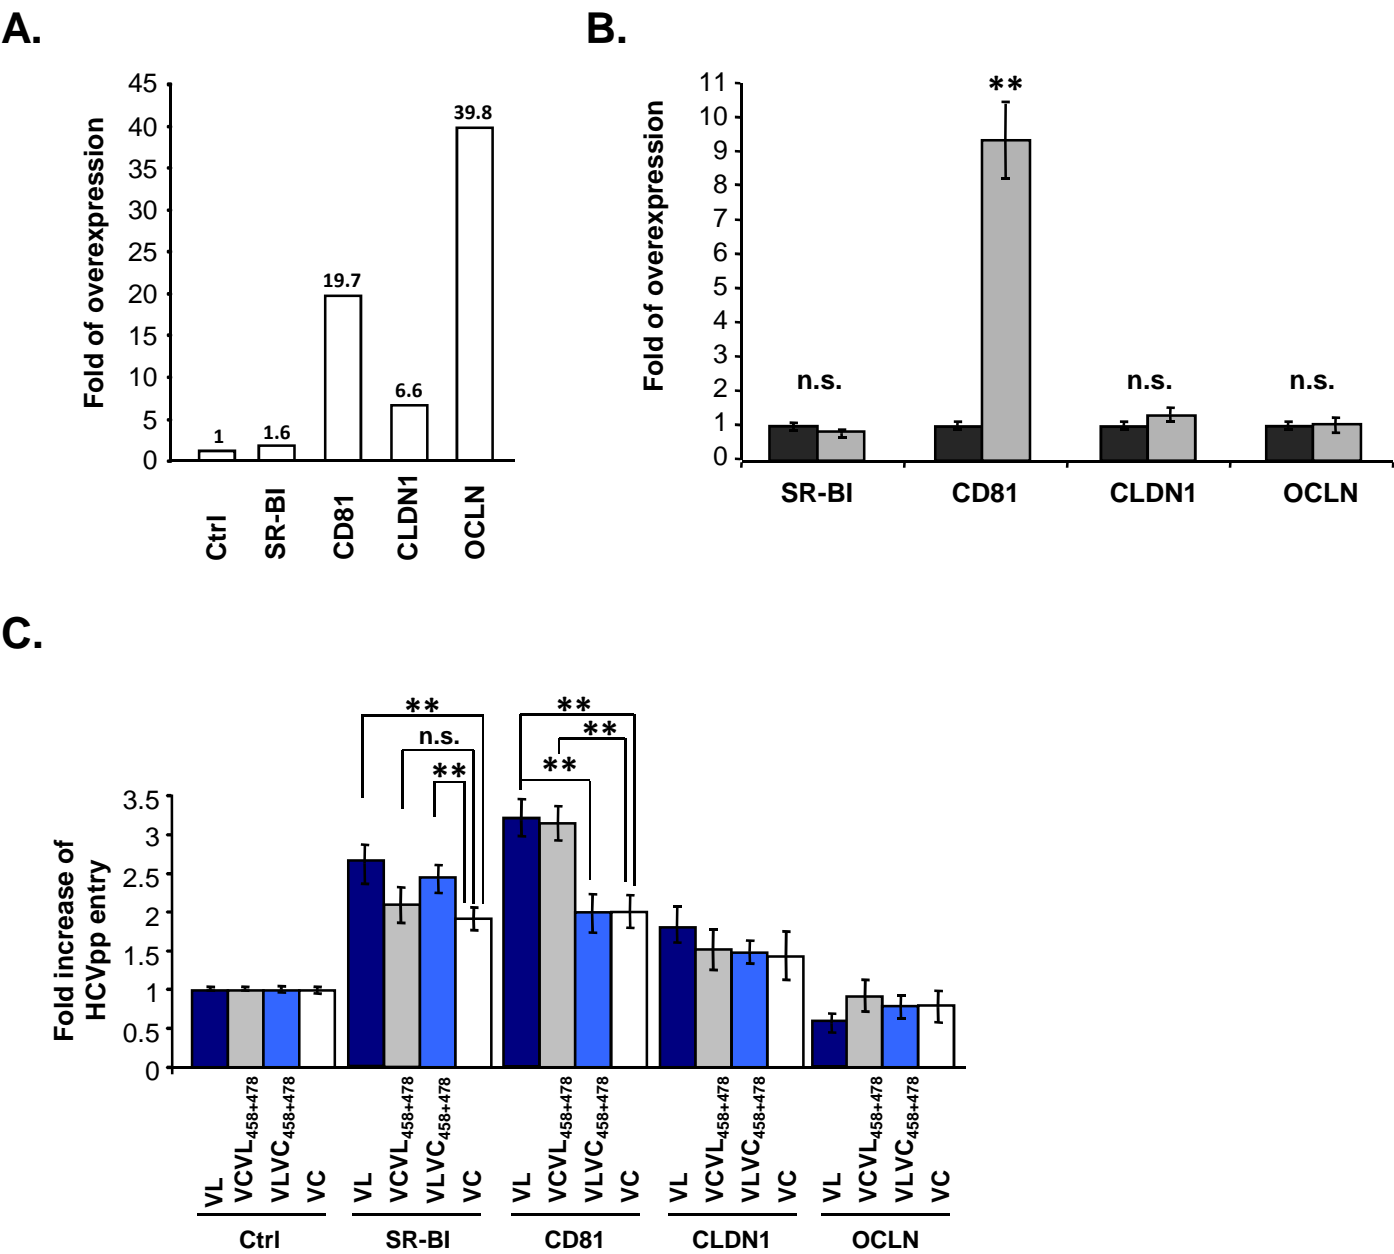 A.
Fold of overexpression
45
40
35
30
25
20
15
10
5
0
1
1.6
19.7
6.6
39.8
Ctrl
SR-BI
CD81
CLDN1
OCLN
B.
Fold of overexpression
11
10
9
8
7
6
5
4
3
2
1
0
n.s.
**
n.s.
n.s.
SR-BI
CD81
CLDN1
OCLN
C.
Fold increase of
HCVpp entry
3.5
3
2.5
2
1.5
1
0.5
0
**
n.s.
**
**
**
**
VL
VCVL458+478
VLVC458+478
VC
VL
VCVL458+478
VLVC458+478
VC
VL
VCVL458+478
VLVC458+478
VC
VL
VCVL458+478
VLVC458+478
VC
VL
VCVL458+478
VLVC458+478
VC
Ctrl
SR-BI
CD81
CLDN1
OCLN